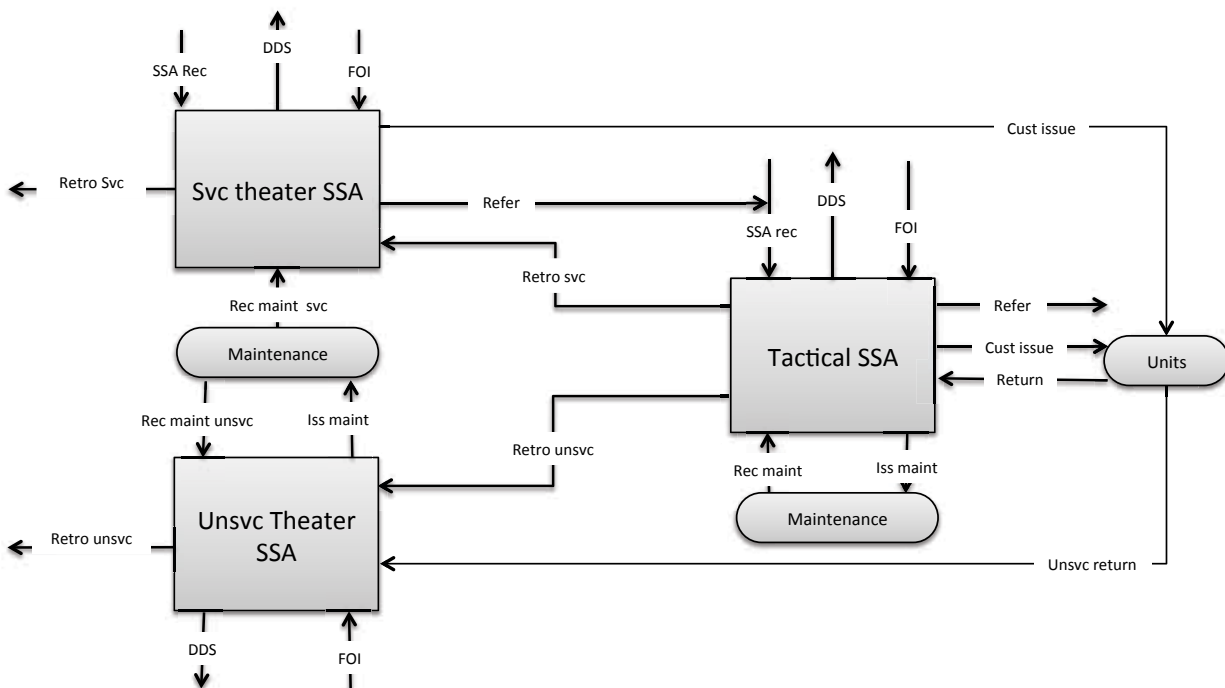 DDS
SSA Rec
FOI
Cust issue
Retro Svc
Svc theater SSA
Refer
DDS
SSA rec
FOI
Retro svc
Rec maint  svc
Refer
Maintenance
Tactical SSA
Cust issue
Units
Return
Rec maint unsvc
Iss maint
Retro unsvc
Rec maint
Iss maint
Unsvc Theater
SSA
Maintenance
Retro unsvc
Unsvc return
DDS
FOI